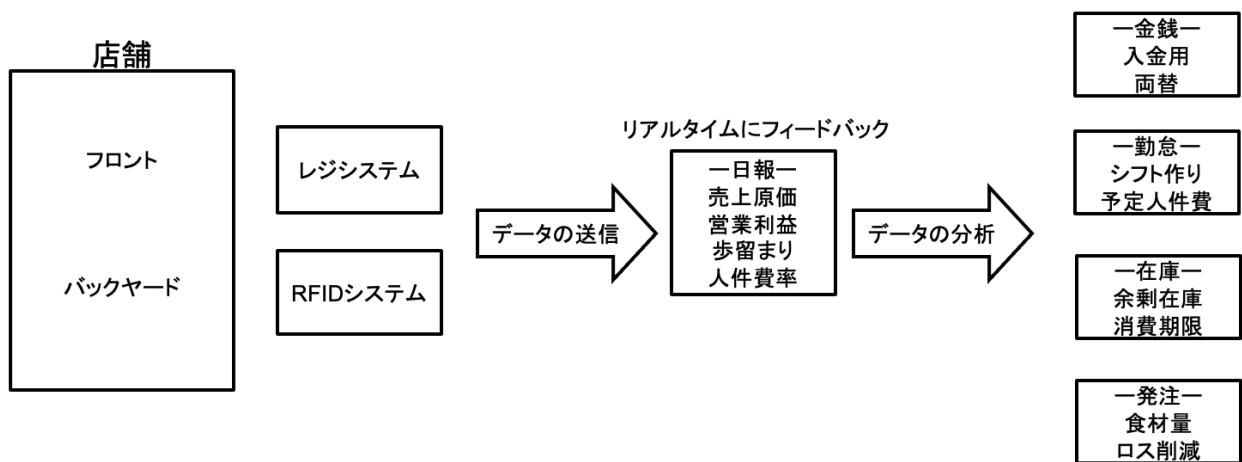 店舗
フロント
バックヤード
レジシステム
RFIDシステム
データの送信
リアルタイムにフィードバック
ー日報ー
売上原価
営業利益
歩留まり
人件費率
データの分析
ー金銭ー
入金用
両替
ー勤怠ー
シフト作り
予定人件費
ー在庫ー
余剰在庫
消費期限
ー発注ー
食材量
ロス削減